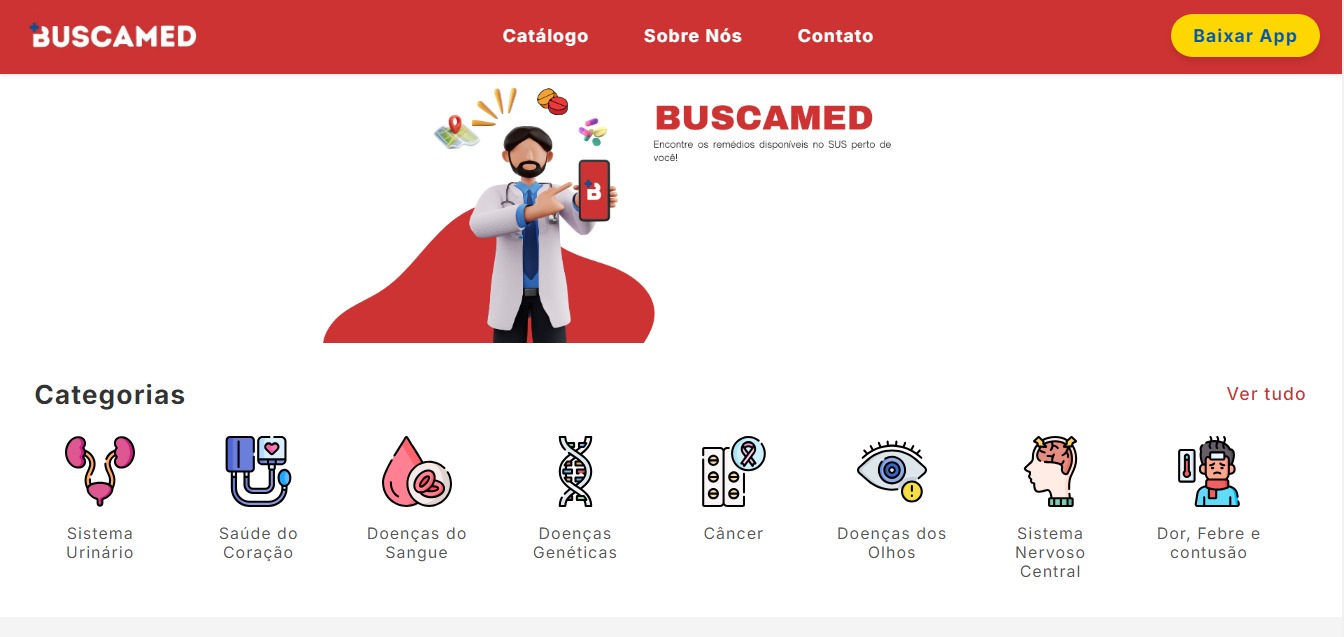 BUSCAMED
Catálogo
Sobre Nós
Contato
Baixar App
B
BUSCAMED
Encontre os remédios disponíveis no SUS perto de
você!
Categorias
Ver tudo
Sistema
Urinário
Saúde do
Coração
Doenças do
Sangue
Doenças
Genéticas
Câncer
Doenças dos
Olhos
Sistema
Nervoso
Central
Dor, Febre e
contusão